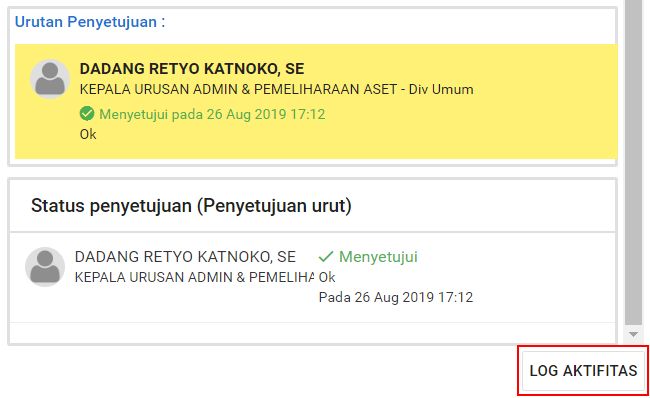 Urutan Penyetujuan :
DADANG RETYO KATNOKO, SE
KEPALA URUSAN ADMIN & PEMELIHARAAN ASET - Div Umum
Menyetujui pada 26 Aug 2019 17:12
Ok
Status penyetujuan (Penyetujuan urut)
DADANG RETYO KATNOKO, SE
Menyetujui
KEPALA URUSAN ADMIN & PEMELIHA
Ok
Pada 26 Aug 2019 17:12
LOG AKTIFITAS